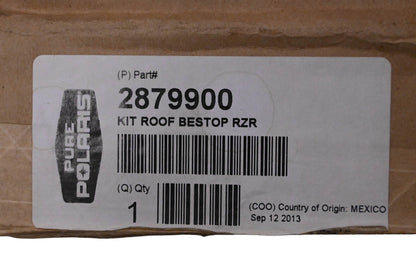 (P) Part#
2879900
KIT ROOF BESTOP RZR
PURE
POLARIS
(Q) Qty
1
(COO) Country of Origin: MEXICO
Sep 12 2013